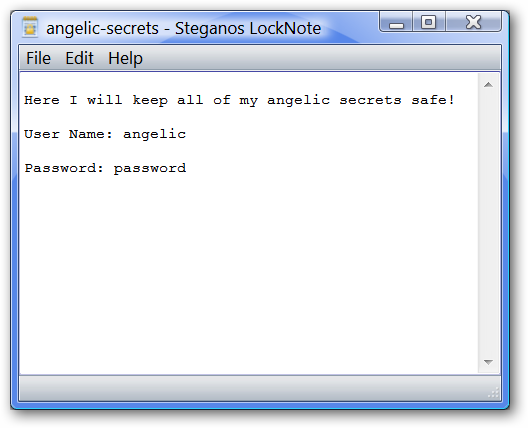 angelic-secrets - Steganos LockNote
File Edit Help
Here I will keep all of my angelic secrets safe!
User Name: angelic
Password: password